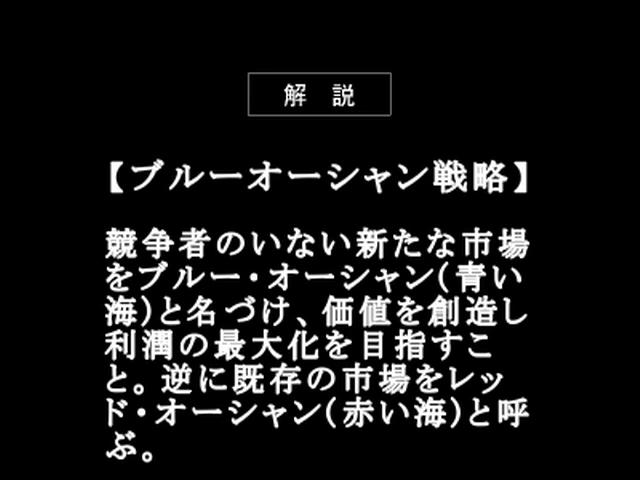 解　説
【ブルーオーシャン戦略】
競争者のいない新たな市場
をブルー・オーシャン(青い
海)と名づけ、価値を創造し
利潤の最大化を目指すこ
と。逆に既存の市場をレッ
ド・オーシャン(赤い海)と呼
ぶ。